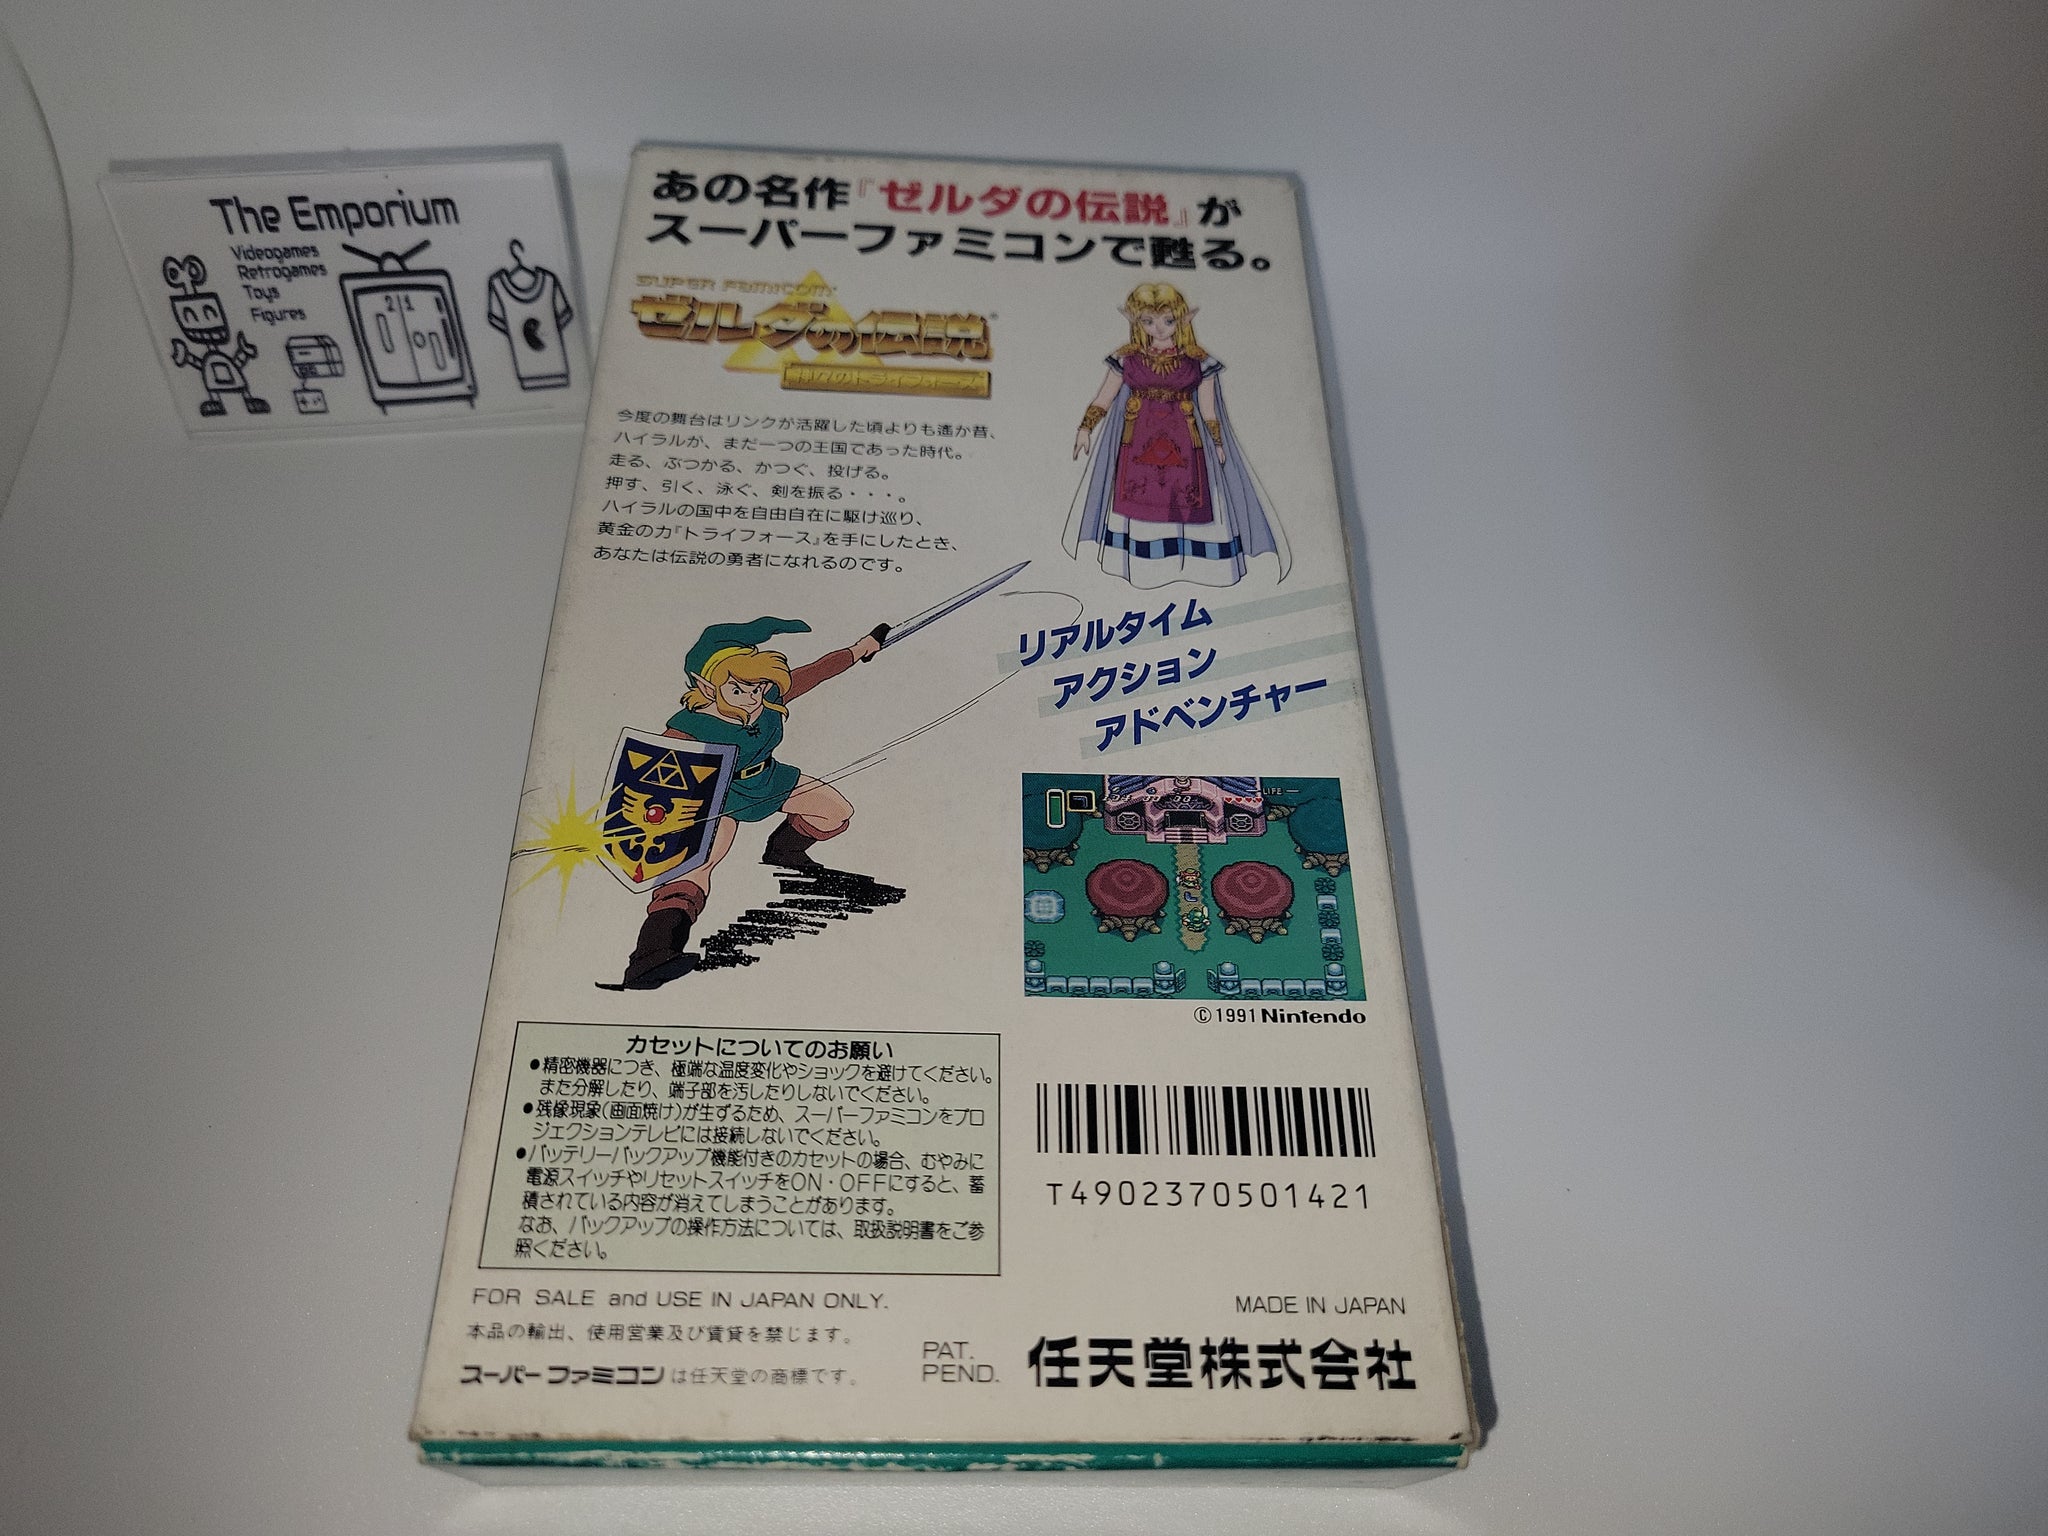 The Emporium
Videogames
Retrogames
Toys
Figures
あの名作『ゼルダの伝説』が
スーパーファミコンで甦る。
SUPER FAMICOM
ゼルダの伝説
神々のトライフォース
今度の舞台はリンクが活躍した頃よりも遙か昔、
ハイラルが、まだ一つの王国であった時代。
走る、ぶつかる、かつぐ、投げる。
押す、引く、泳ぐ、剣を振る・・・。
ハイラルの国中を自由自在に駆け巡り、
黄金の力『トライフォース』を手にしたとき、
あなたは伝説の勇者になれるのです。
リアルタイム
アクション
アドベンチャー
LIFE
©1991 Nintendo
カセットについてのお願い
●精密機器につき、極端な温度変化やショックを避けてください。
また分解したり、端子部を汚したりしないでください。
●残像現象(画面焼け)が生ずるため、スーパーファミコンをプロ
ジェクションテレビには接続しないでください。
●バッテリーバックアップ機能付きのカセットの場合、むやみに
電源スイッチやリセットスイッチをON・OFFにすると、蓄
積されている内容が消えてしまうことがあります。
なお、バックアップの操作方法については、取扱説明書をご参
照ください。
T4902370501421
FOR SALE and USE IN JAPAN ONLY.
本品の輸出、使用営業及び賃貸を禁じます。
スーパーファミコンは任天堂の商標です。
PAT.
PEND.
MADE IN JAPAN
任天堂株式会社